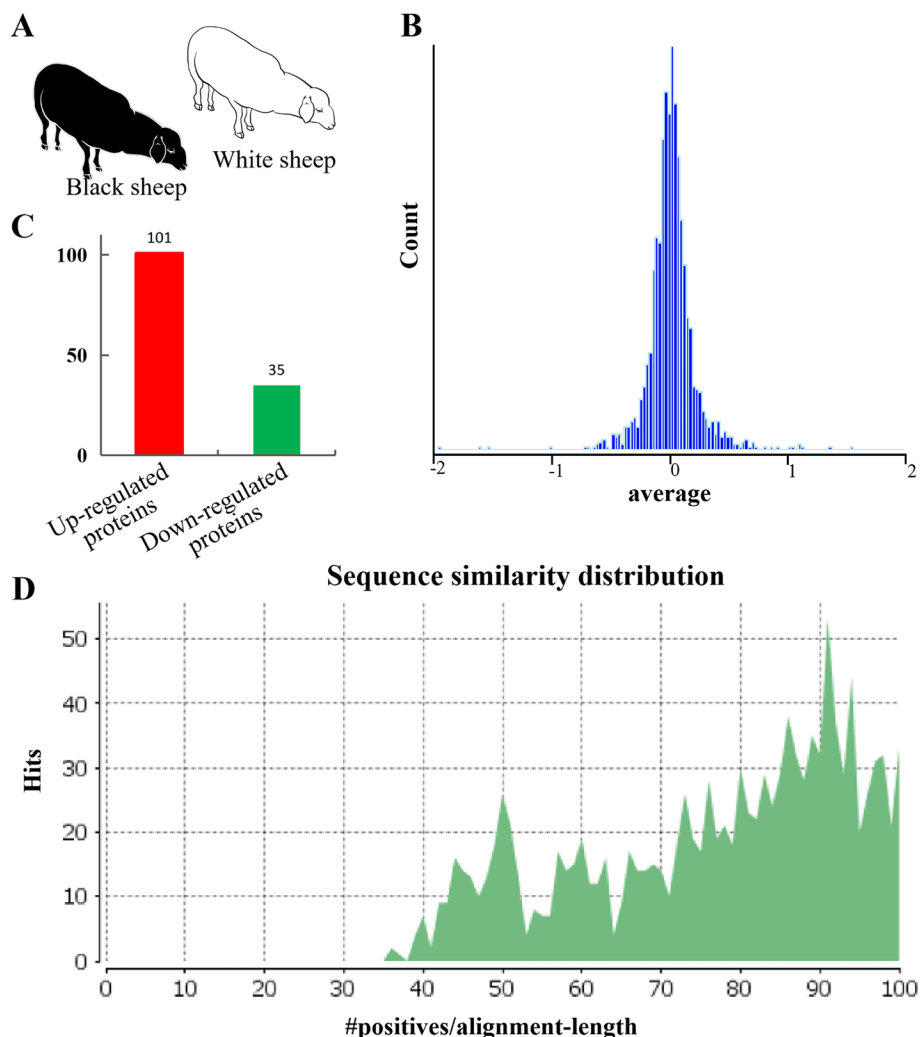 A
Black sheep
White sheep
B
Count
-2
-1
0
1
2
average
C
100
50
0
101
35
Up-regulated
proteins
Down-regulated
proteins
D
Sequence similarity distribution
Hits
50
40
30
20
10
0
0 10 20 30 40 50 60 70 80 90 100
#positives/alignment-length